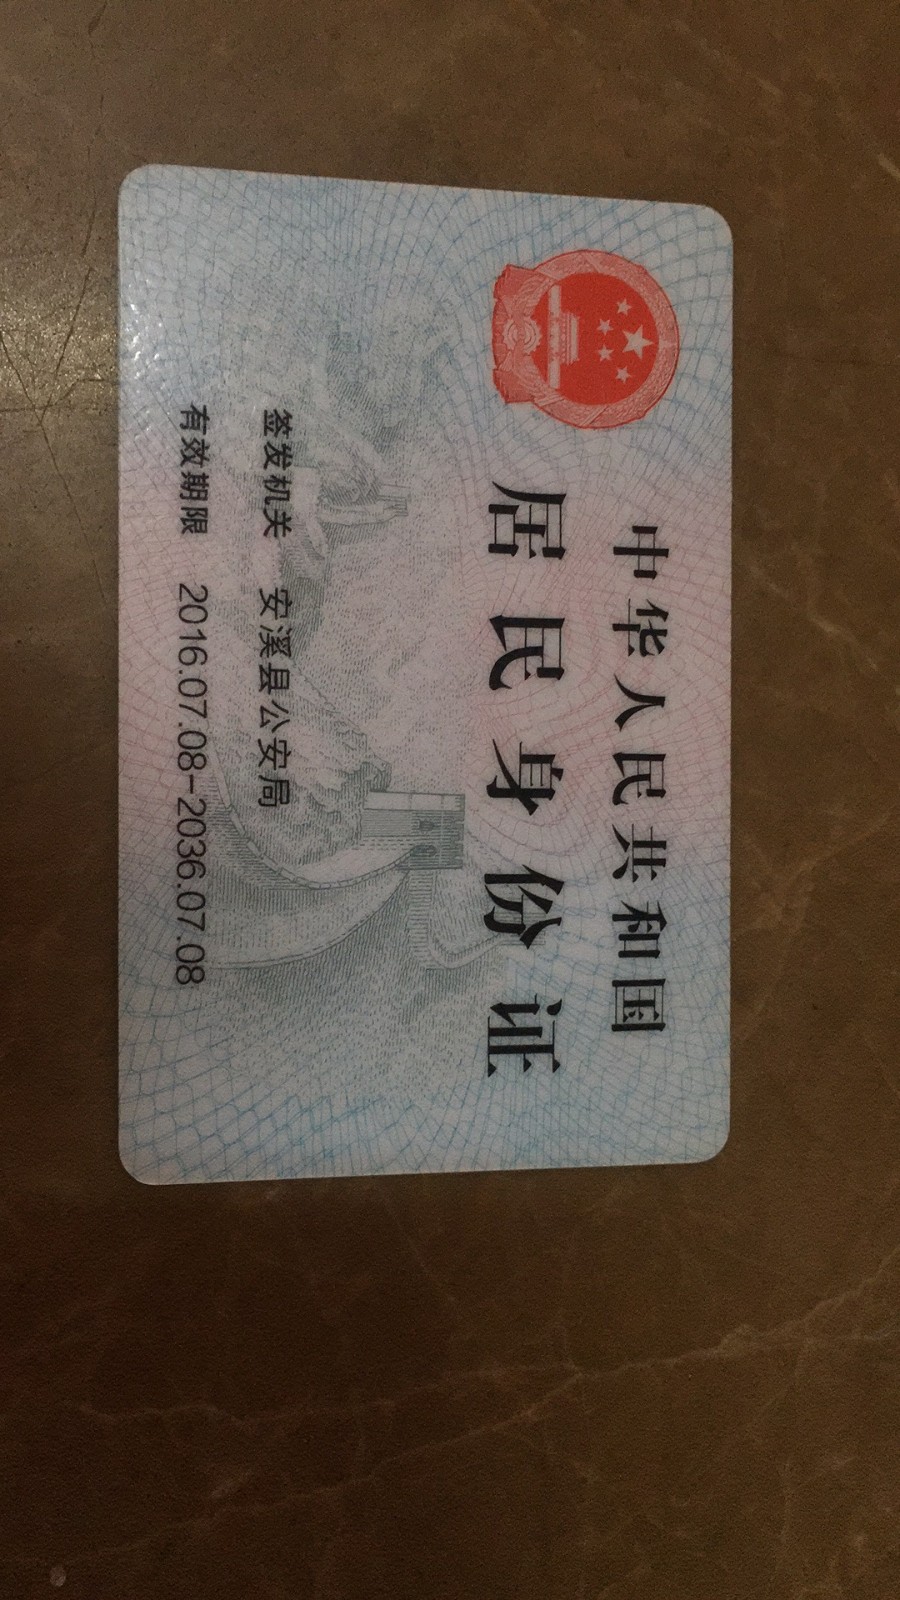 中华人民共和国
居民身份证
签发机关 安溪县公安局
有效期限 2016.07.08-2036.07.08